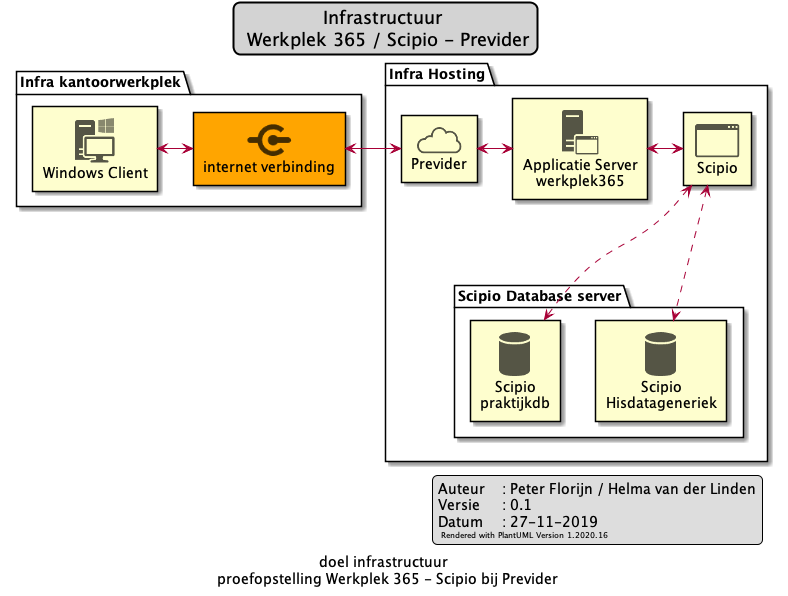 Infrastructuur
Werkplek 365 / Scipio - Previder
Infra kantoorwerkplek
Infra Hosting
Windows Client
internet verbinding
Previder
Applicatie Server
werkplek365
Scipio
Scipio Database server
Scipio
praktijkdb
Scipio
Hisdatageneriek
Auteur : Peter Florijn / Helma van der Linden
Versie : 0.1
Datum : 27-11-2019
Rendered with PlantUML Version 1.2020.16
doel infrastructuur
proefopstelling Werkplek 365 - Scipio bij Previder